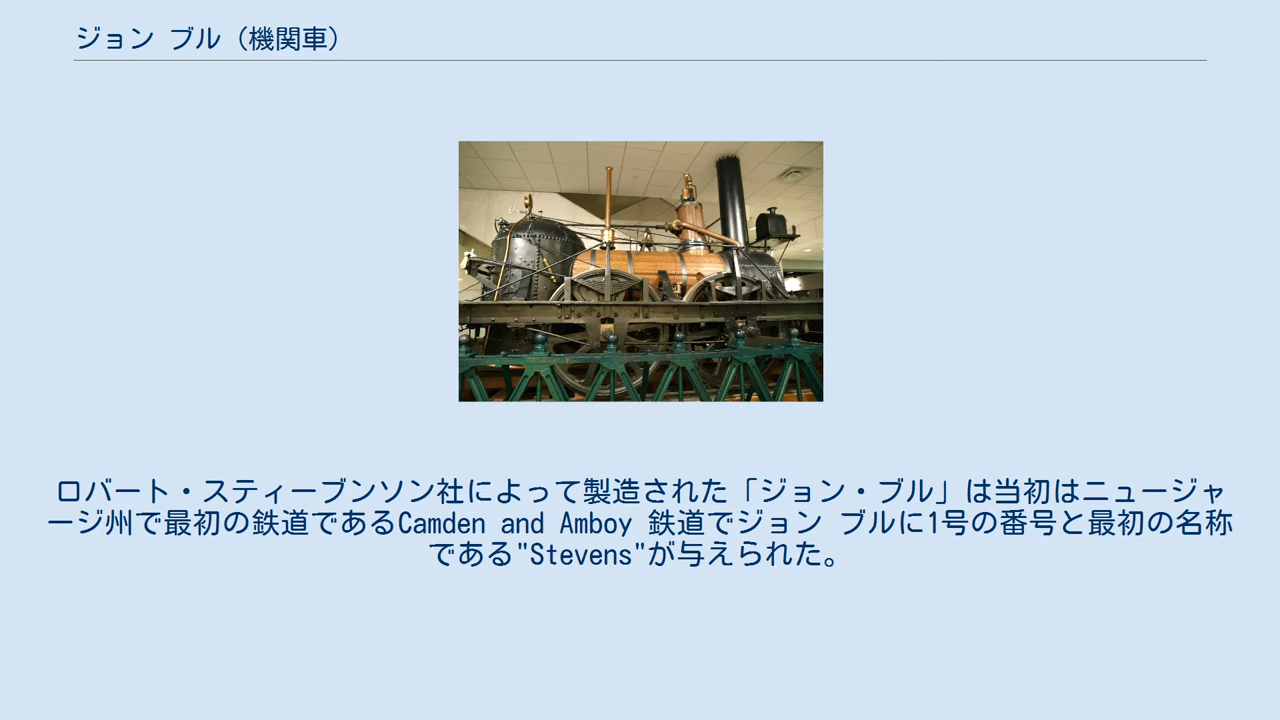 ジョン ブル（機関車）
ロバート・スティーブンソン社によって製造された「ジョン・ブル」は当初はニュージャ
ージ州で最初の鉄道であるCamden and Amboy 鉄道でジョン ブルに1号の番号と最初の名称
である"Stevens"が与えられた。